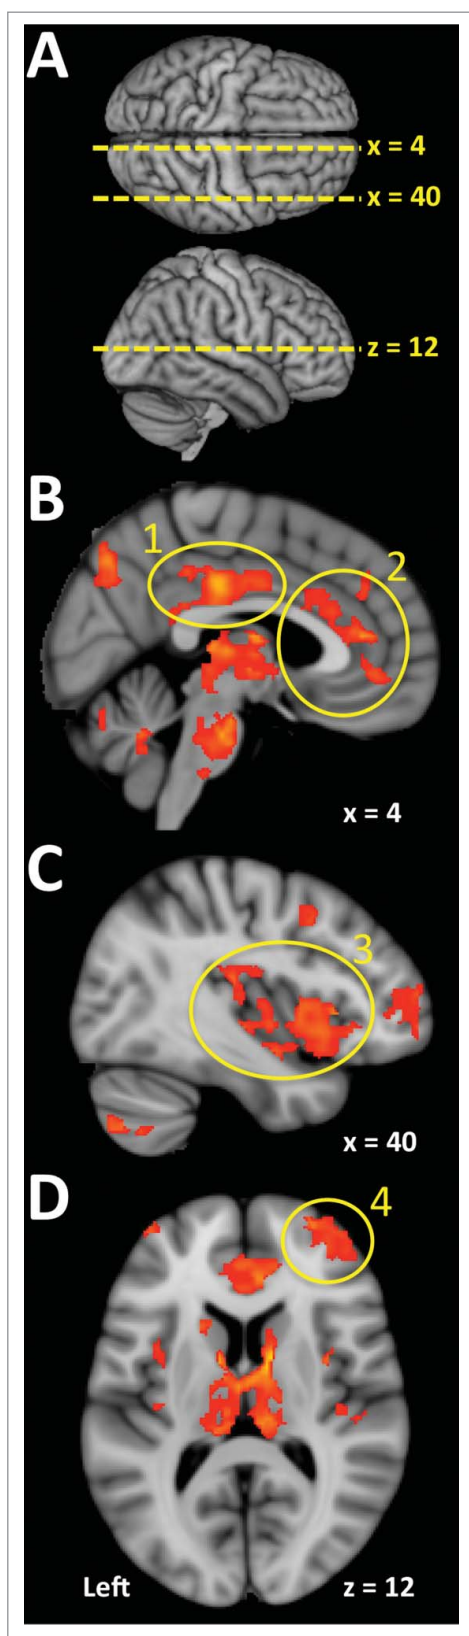 A
x = 4
x = 40
z = 12
B
1
2
x = 4
C
3
x = 40
D
4
Left
z = 12